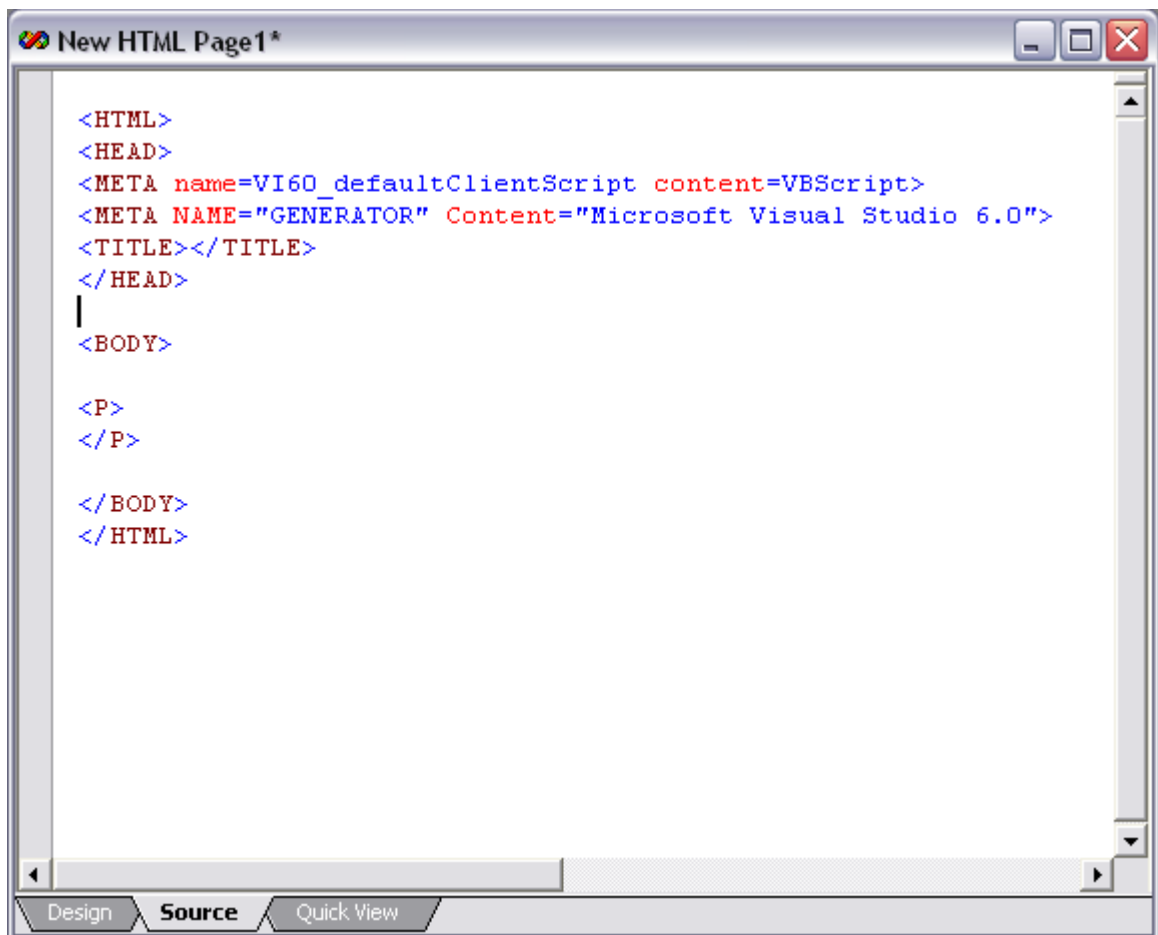 New HTML Page1*
<HTML>
<HEAD>
<META name=VI60_defaultClientScript content=VBScript>
<META NAME="GENERATOR" Content="Microsoft Visual Studio 6.0">
<TITLE></TITLE>
</HEAD>
<BODY>
<P>
</P>
</BODY>
</HTML>
Design Source Quick View